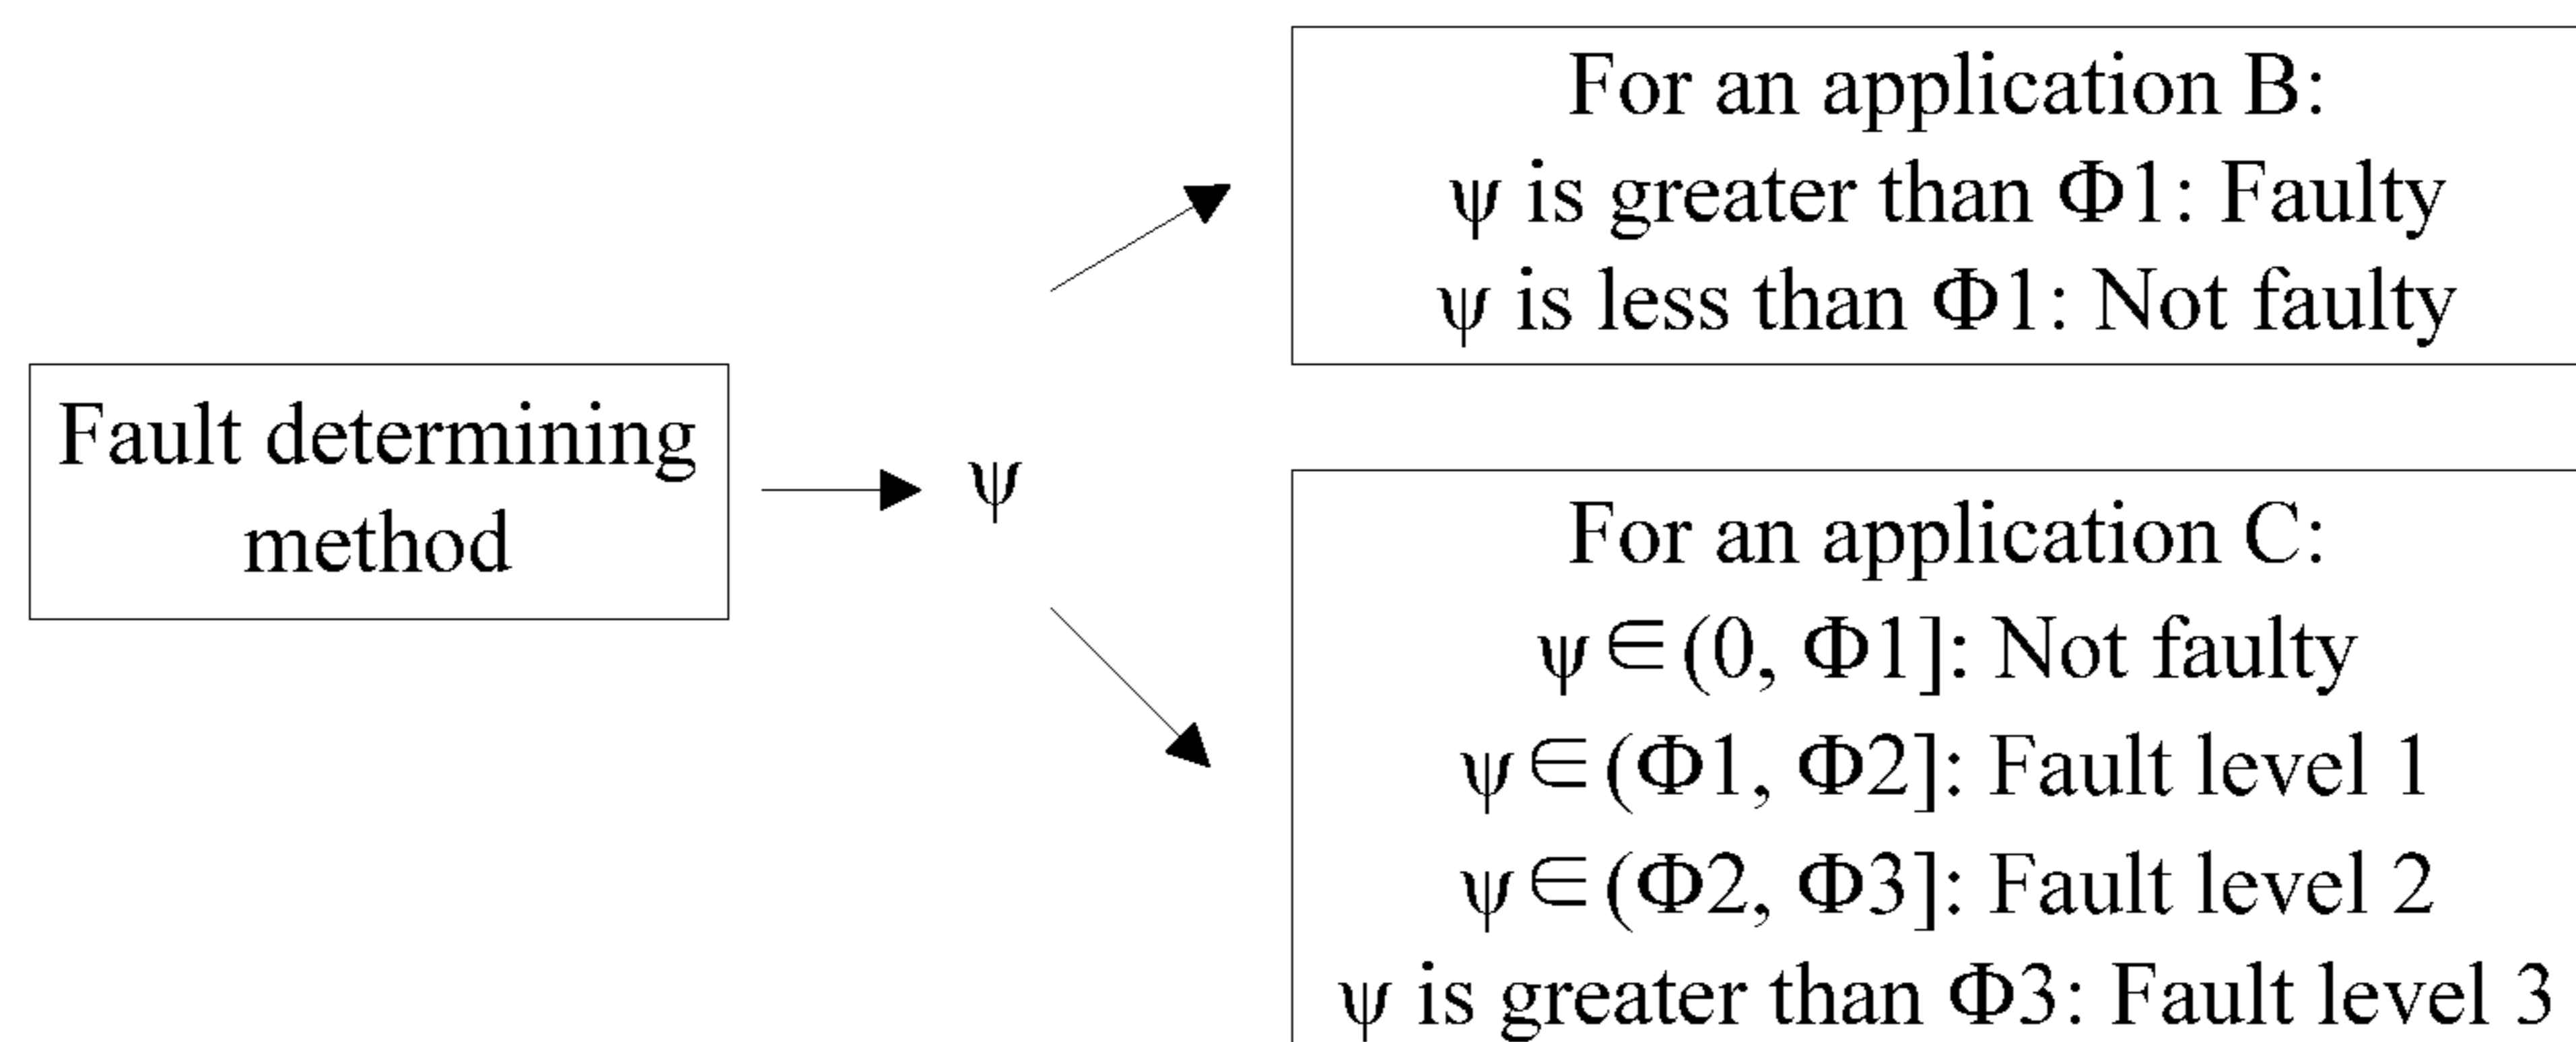 Fault determining
method
ψ
For an application B:
ψ is greater than Φ1: Faulty
ψ is less than Φ1: Not faulty
For an application C:
ψ∈(0, Φ1]: Not faulty
ψ∈(Φ1, Φ2]: Fault level 1
ψ∈(Φ2, Φ3]: Fault level 2
ψ is greater than Φ3: Fault level 3